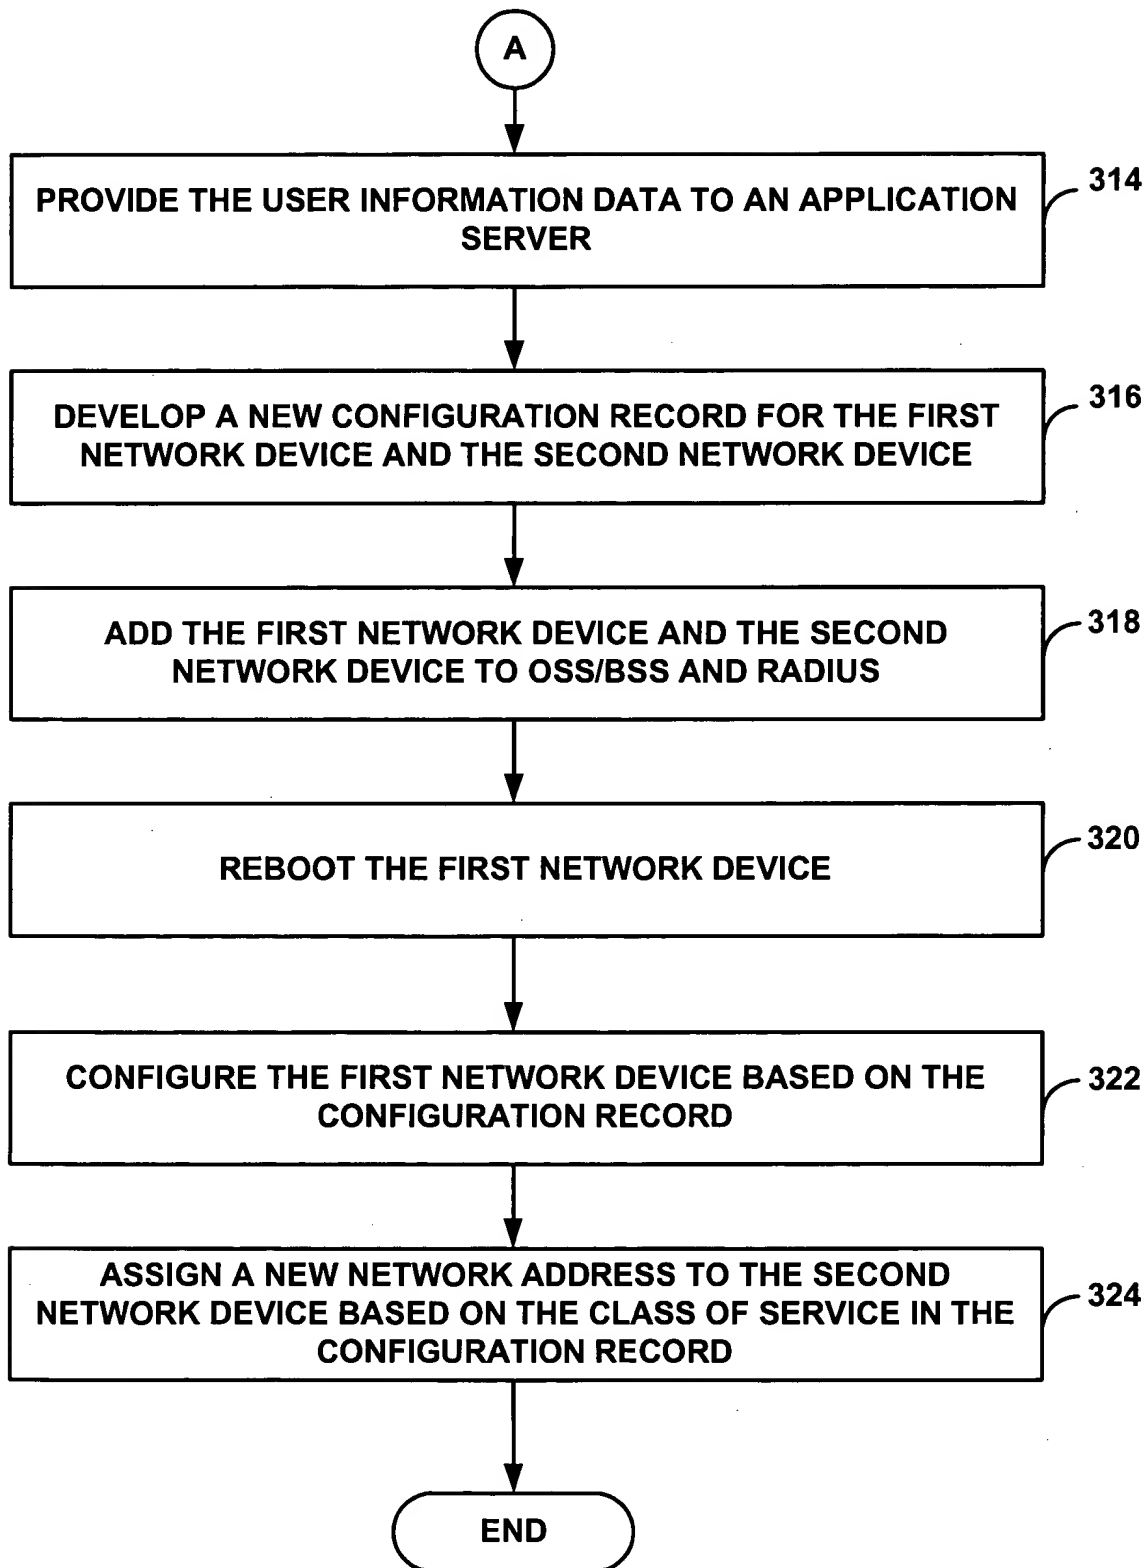 A
PROVIDE THE USER INFORMATION DATA TO AN APPLICATION
SERVER
314
DEVELOP A NEW CONFIGURATION RECORD FOR THE FIRST
NETWORK DEVICE AND THE SECOND NETWORK DEVICE
316
ADD THE FIRST NETWORK DEVICE AND THE SECOND
NETWORK DEVICE TO OSS/BSS AND RADIUS
318
REBOOT THE FIRST NETWORK DEVICE
320
CONFIGURE THE FIRST NETWORK DEVICE BASED ON THE
CONFIGURATION RECORD
322
ASSIGN A NEW NETWORK ADDRESS TO THE SECOND
NETWORK DEVICE BASED ON THE CLASS OF SERVICE IN THE
CONFIGURATION RECORD
324
END